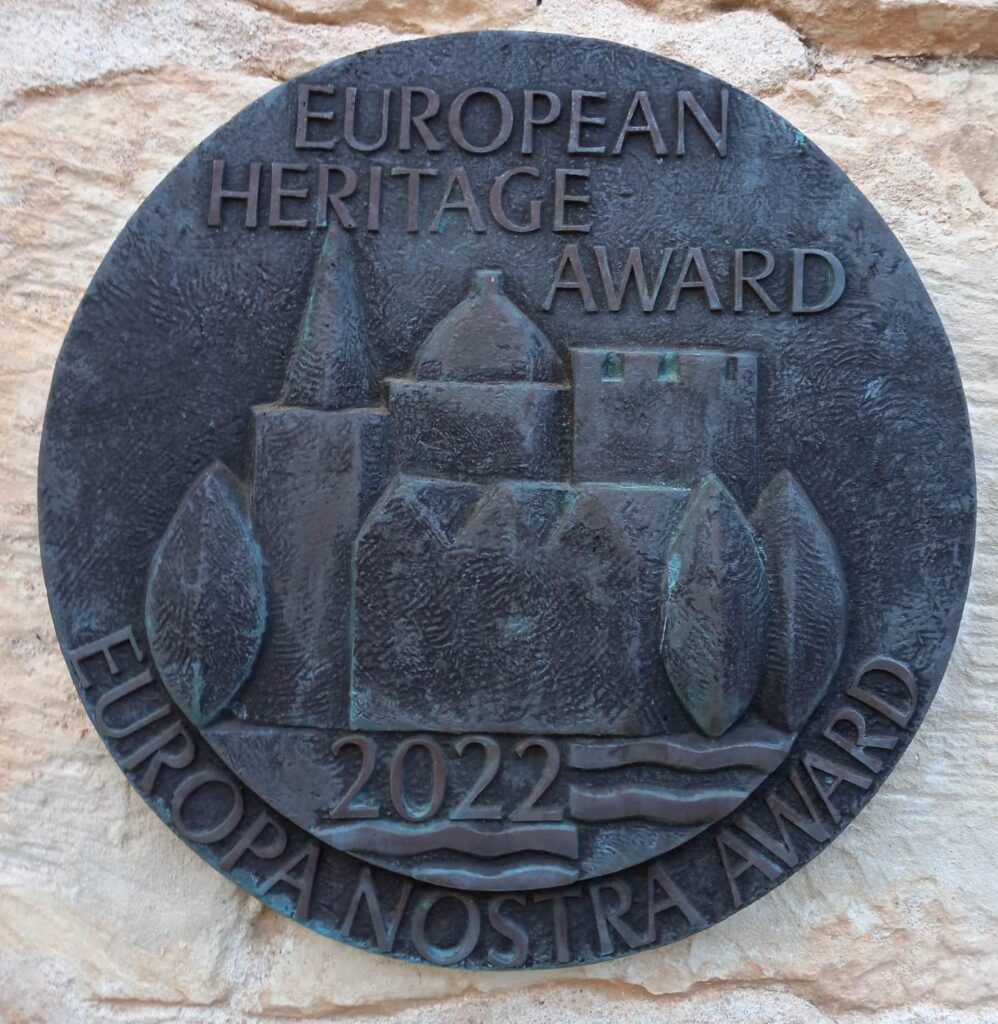 EUROPEAN
HERITAGE
AWARD
2022
EUROPA NOSTRA AWARD